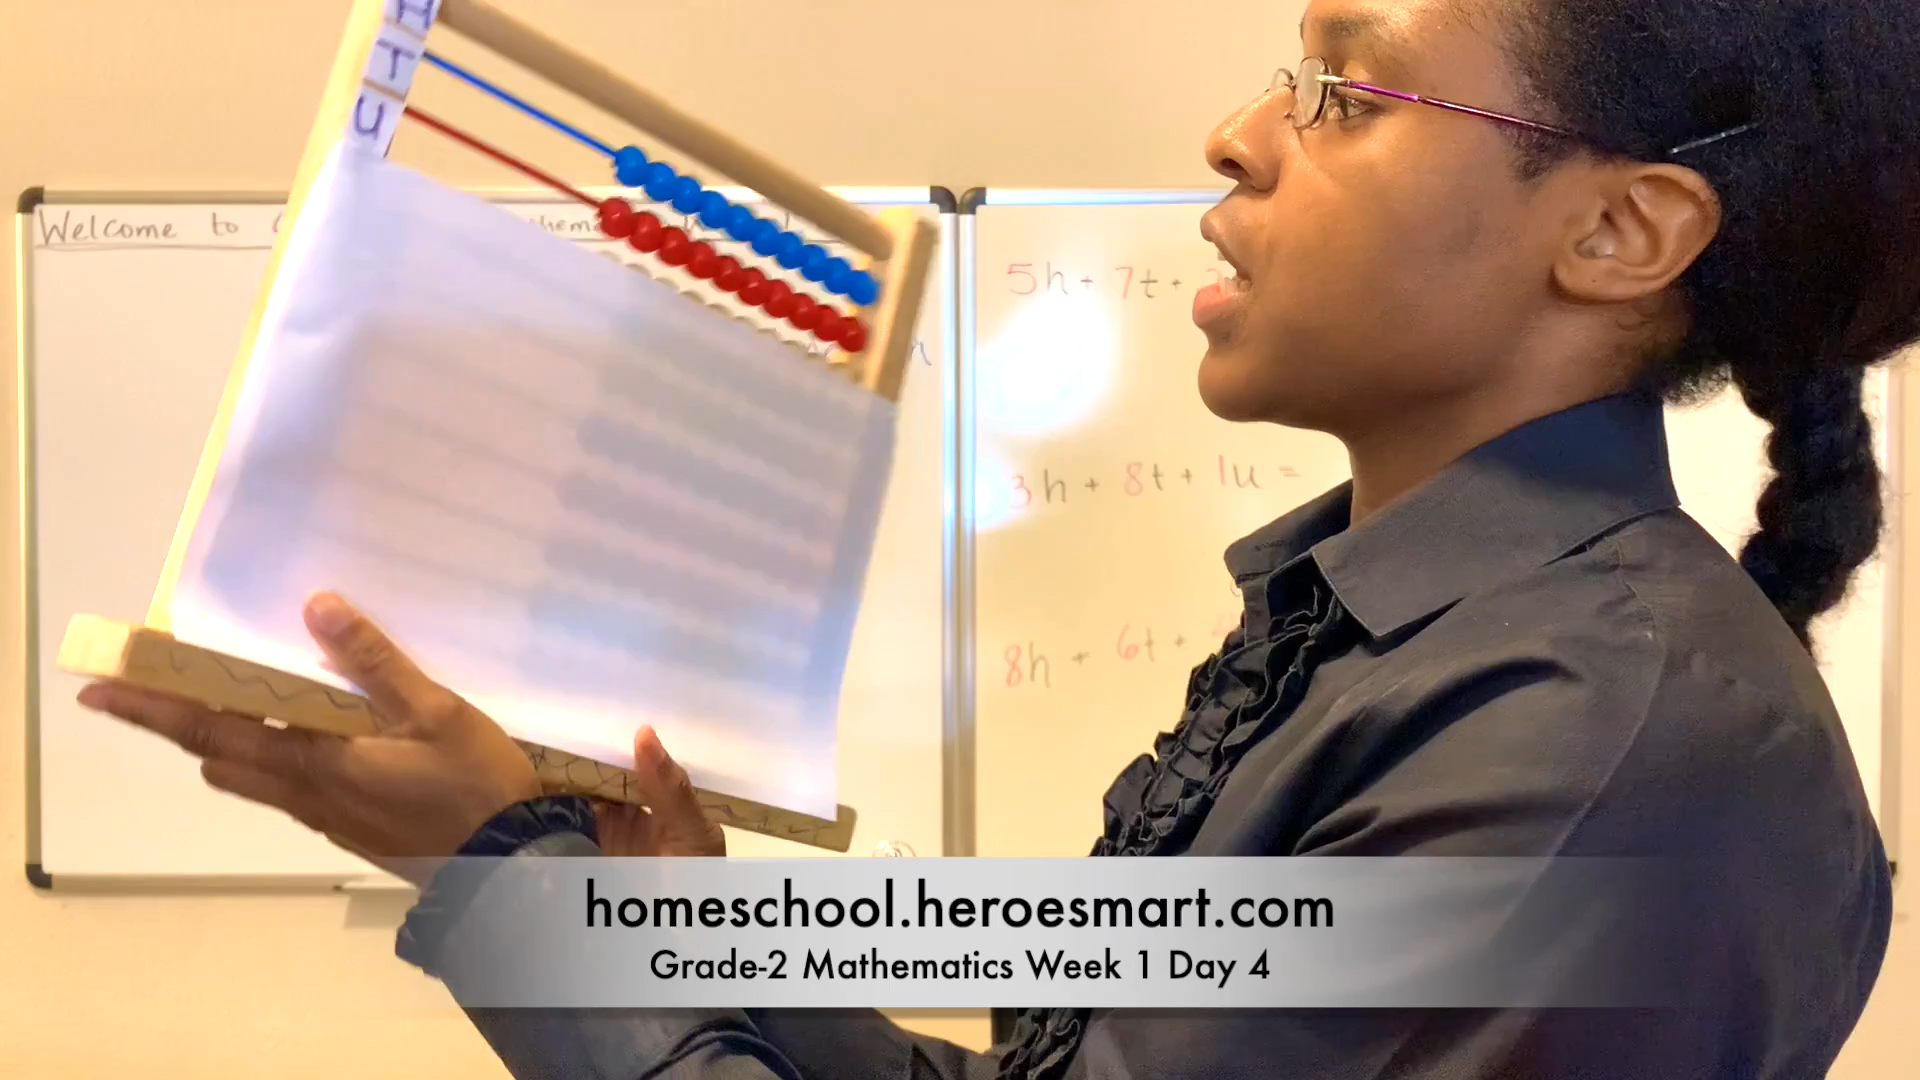 H
T
U
Welcome to
5h + 7t +
3h + 8t + 1u =
8h + 6t +
homeschool.heroesmart.com
Grade-2 Mathematics Week 1 Day 4